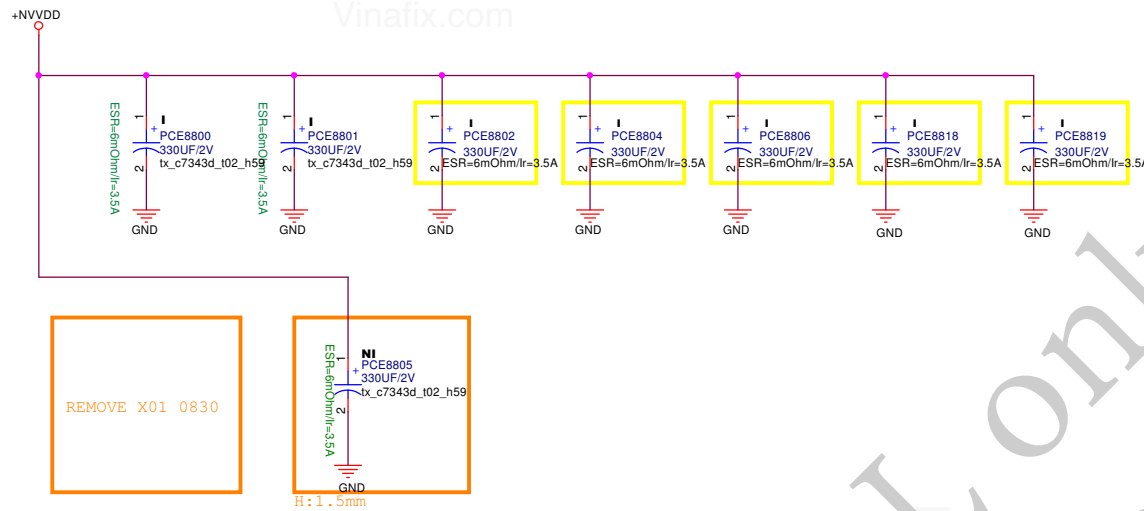 Vinafix.com
+NVVDD
1
I
+
PCE8800
330UF/2V
tx_c7343d_t02_h59
2
ESR=6mOhm/Ir=3.5A
GND
1
I
+
PCE8801
330UF/2V
tx_c7343d_t02_h59
2
ESR=6mOhm/Ir=3.5A
GND
1
I
+
PCE8802
330UF/2V
ESR=6mOhm/Ir=3.5A
2
GND
1
I
+
PCE8804
330UF/2V
ESR=6mOhm/Ir=3.5A
2
GND
1
I
+
PCE8806
330UF/2V
ESR=6mOhm/Ir=3.5A
2
GND
1
I
+
PCE8818
330UF/2V
ESR=6mOhm/Ir=3.5A
2
GND
1
I
+
PCE8819
330UF/2V
ESR=6mOhm/Ir=3.5A
2
GND
REMOVE X01 0830
1
NI
+
PCE8805
330UF/2V
tx_c7343d_t02_h59
2
ESR=6mOhm/Ir=3.5A
GND
H:1.5mm